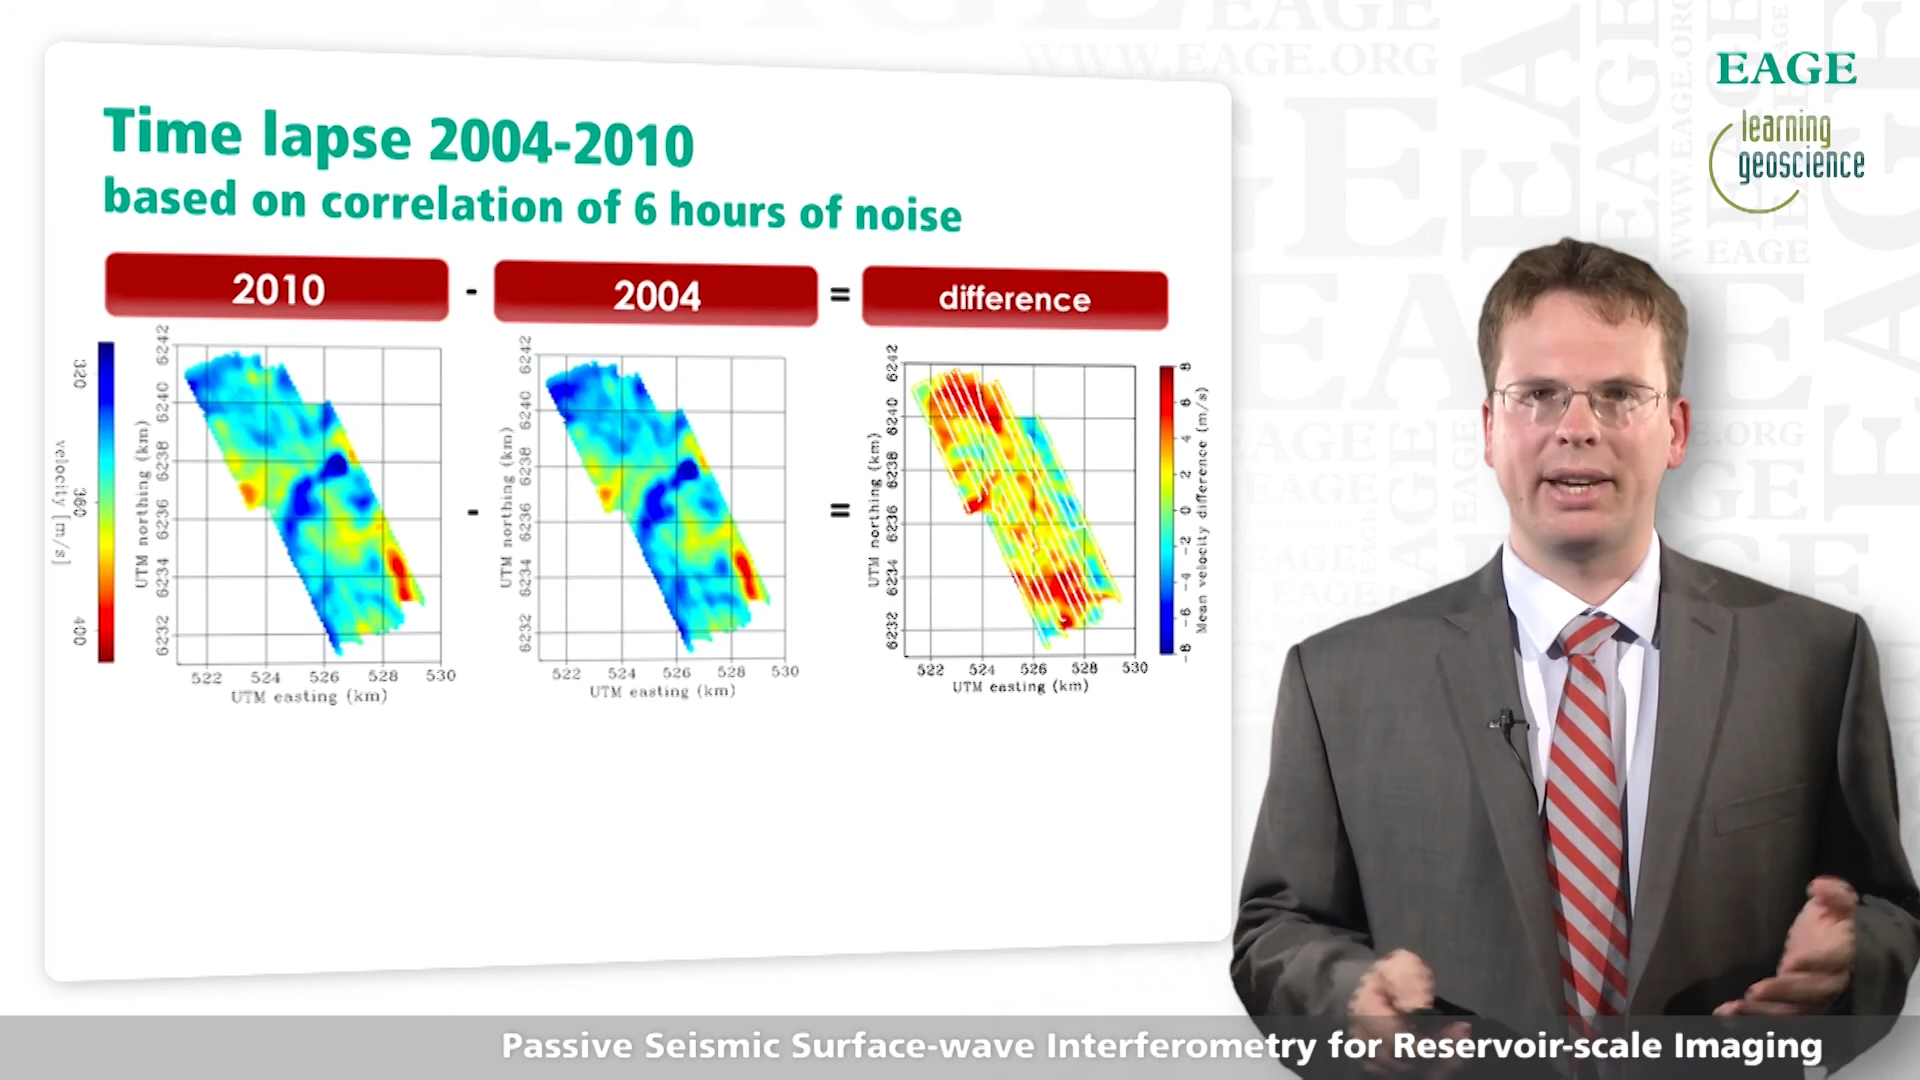 EAGE
learning
geoscience
Time lapse 2004-2010
based on correlation of 6 hours of noise
2010 - 2004 = difference
velocity [m/s]
320
360
400
UTM northing (km)
6242
6240
6238
6236
6234
6232
522 524 526 528 530
UTM easting (km)
-
UTM northing (km)
6242
6240
6238
6236
6234
6232
522 524 526 528 530
UTM easting (km)
=
UTM northing (km)
6242
6240
6238
6236
6234
6232
522 524 526 528 530
UTM easting (km)
8
6
4
2
0
-2
-4
-6
-8
Mean velocity difference (m/s)
WWW.EAGE.ORG
EAGE
Passive Seismic Surface-wave Interferometry for Reservoir-scale Imaging